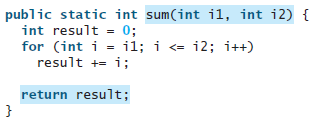 public static int sum(int i1, int i2) {
  int result = 0;
  for (int i = i1; i <= i2; i++)
    result += i;

  return result;
}